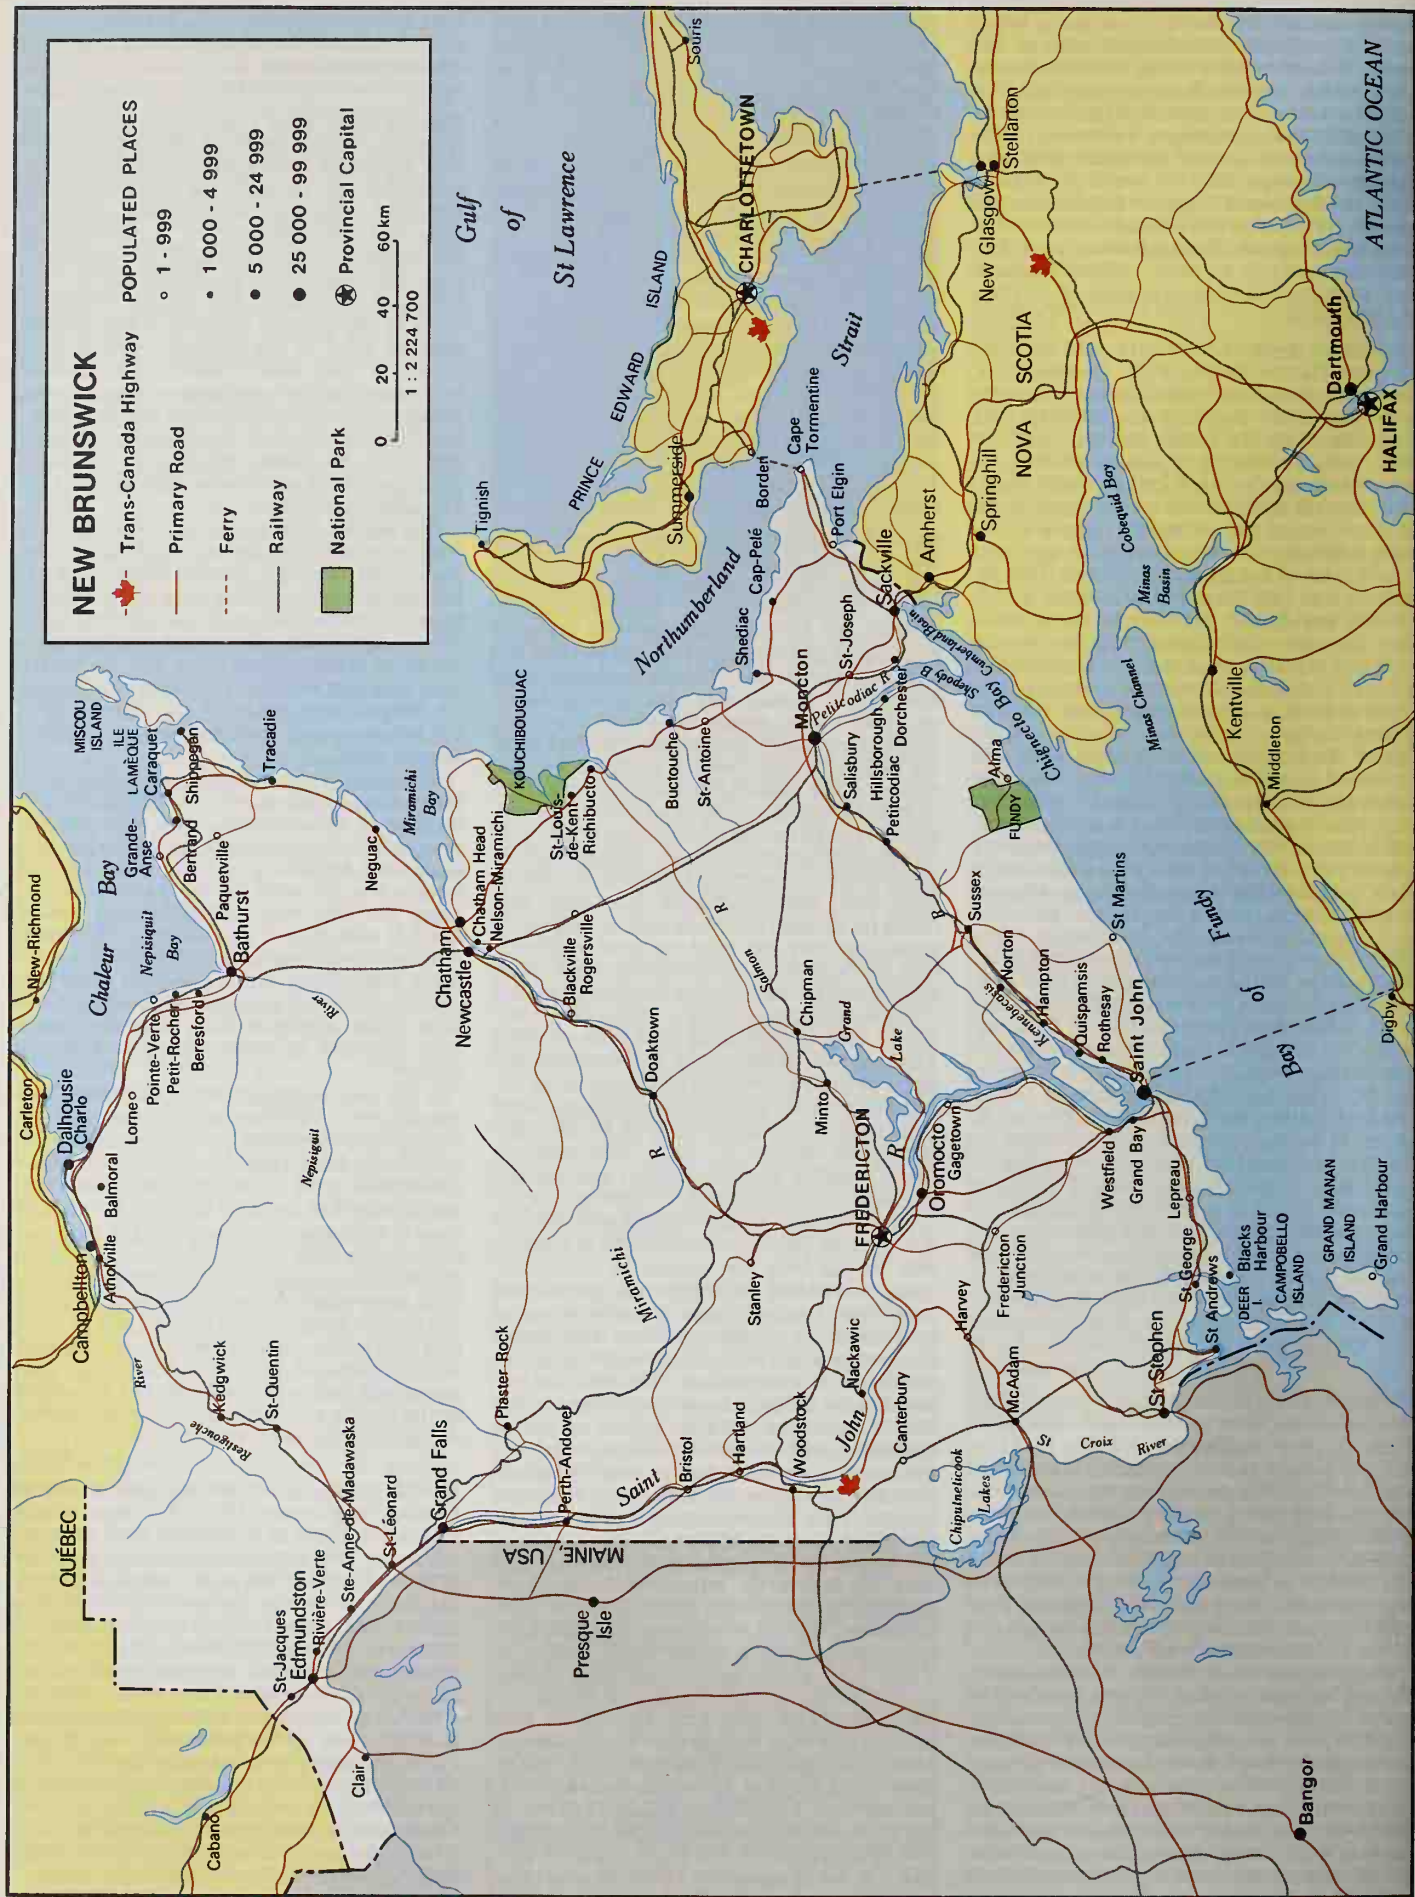 NEW BRUNSWICK
Trans-Canada Highway
Primary Road
Ferry
Railway
National Park
POPULATED PLACES
1 - 999
1 000 - 4 999
5 000 - 24 999
25 000 - 99 999
Provincial Capital
0 20 40 60 km
1 : 2 224 700
QUÉBEC
Cabano
St-Jacques
Edmundston
Rivière-Verte
Ste-Anne-de-Madawaska
St-Léonard
Clair
Grand Falls
Kedgwick
St-Quentin
Restigouche
River
Campbellton
Atholville
Balmoral
Dalhousie
Charlo
Carleton
New-Richmond
Chaleur
Bay
Lorne
Pointe-Verte
Petit-Rocher
Beresford
Nepisiquit
Bay
Bathurst
Nepisiguil
River
Grande-
Anse
Bertrand
Paquetville
Caraquet
Shippegan
ILE
LAMÈQUE
MISCOU
ISLAND
Tracadie
Neguac
Miramichi
Bay
Chatham
Newcastle
Chatham Head
Nelson-Miramichi
Blackville
Rogersville
Doaktown
Miramichi
R
KOUCHIBOUGUAC
St-Louis-
de-Kent
Richibucto
Buctouche
St-Antoine
Shediac
Cap-Pelé
Northumberland
Strait
Gulf
of
St Lawrence
Tignish
PRINCE
EDWARD
ISLAND
Summerside
Borden
CHARLOTTETOWN
Souris
Cape
Tormentine
Port Elgin
Sackville
St-Joseph
Moncton
Petitcodiac R
Dorchester
Hillsborough
Salisbury
Petitcodiac
Shepody B
Cumberland Basin
Chignecto Bay
Alma
FUNDY
Plaster Rock
Perth-Andover
Presque
Isle
MAINE, USA
Saint
John
R
Bristol
Hartland
Woodstock
Stanley
Nackawic
Canterbury
FREDERICTON
Oromocto
Gagetown
Minto
Chipman
Salmon
R
Grand
Lake
Harvey
Fredericton
Junction
McAdam
Chiputneticook
Lakes
St
Croix
River
St Stephen
St Andrews
St George
Blacks
Harbour
DEER
I.
CAMPOBELLO
ISLAND
GRAND MANAN
ISLAND
Grand Harbour
Lepreau
Westfield
Grand Bay
Saint John
Rothesay
Quispamsis
Hampton
Norton
Kennebecasis
R
Sussex
St Martins
Bay
of
Fundy
Digby
Middleton
Kentville
Minas Channel
Minas
Basin
Cobequid Bay
Amherst
Springhill
NOVA SCOTIA
New Glasgow
Stellarton
Dartmouth
HALIFAX
ATLANTIC OCEAN
Bangor